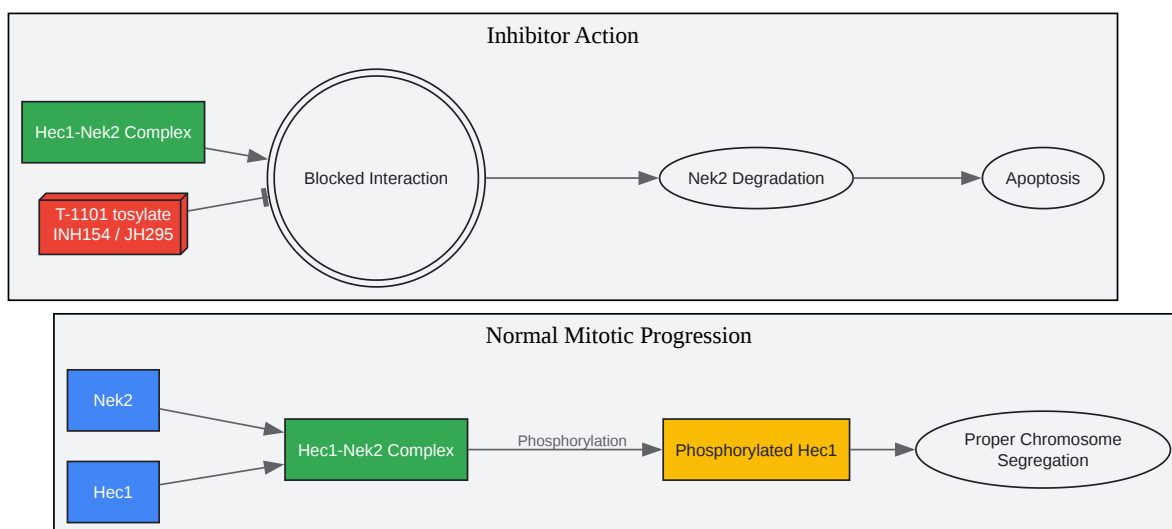 Inhibitor Action
Hec1-Nek2 Complex
T-1101 tosylate
INH154 / JH295
Blocked Interaction
Nek2 Degradation
Apoptosis
Normal Mitotic Progression
Nek2
Hec1
Hec1-Nek2 Complex
Phosphorylation
Phosphorylated Hec1
Proper Chromosome
Segregation